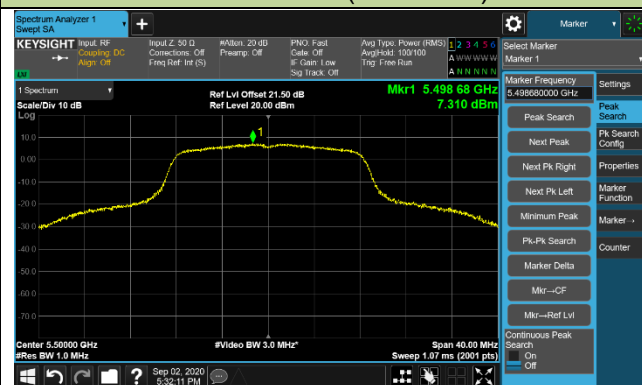 Spectrum Analyzer 1
Swept SA
+
Marker
KEYSIGHT
Input: RF
Coupling: DC
Align: Off
Input Z: 50 Ω
Corrections: Off
Freq Ref: Int (S)
#Atten: 20 dB
Preamp: Off
PNO: Fast
Gate: Off
IF Gain: Low
Sig Track: Off
Avg Type: Power (RMS)
Avg|Hold: 100/100
Trig: Free Run
1 2 3 4 5 6
A W W W W W
A N N N N N
LNI
Select Marker
Marker 1
1 Spectrum
Scale/Div 10 dB
Log
Ref Lvl Offset 21.50 dB
Ref Level 20.00 dBm
Mkr1 5.498 68 GHz
7.310 dBm
1
10.0
0.00
-10.0
-20.0
-30.0
-40.0
-50.0
-60.0
-70.0
Center 5.50000 GHz
#Res BW 1.0 MHz
#Video BW 3.0 MHz*
Span 40.00 MHz
Sweep 1.07 ms (2001 pts)
Marker Frequency
5.498680000 GHz
Peak Search
Next Peak
Next Pk Right
Next Pk Left
Minimum Peak
Pk-Pk Search
Marker Delta
Mkr→CF
Mkr→Ref Lvl
Continuous Peak
Search
On
Off
Settings
Peak
Search
Pk Search
Config
Properties
Marker
Function
Marker→
Counter
?
Sep 02, 2020
5:32:11 PM